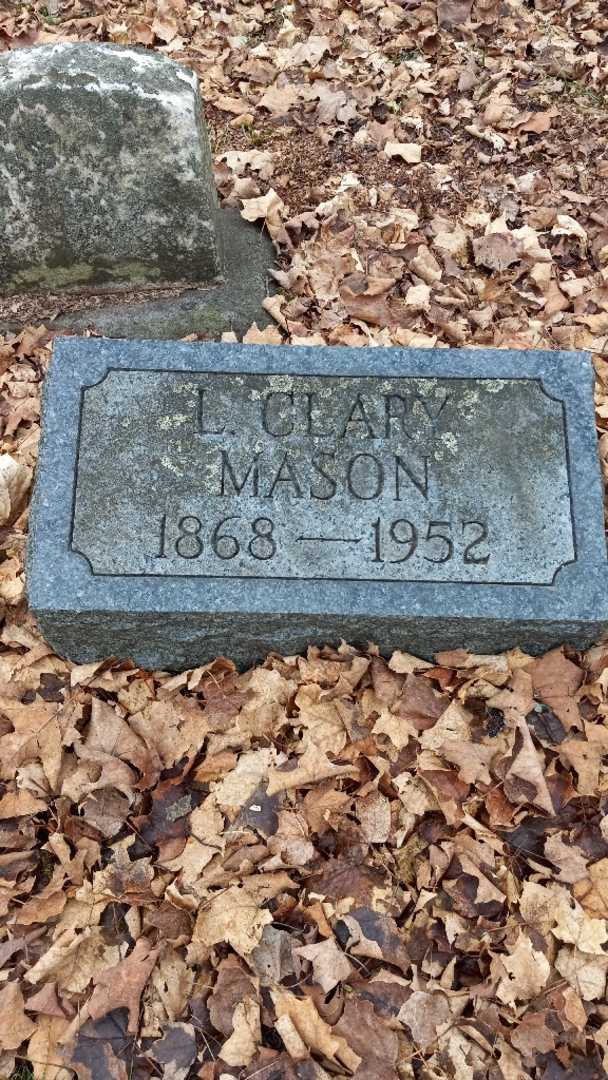 L. CLARY
MASON
1868 — 1952